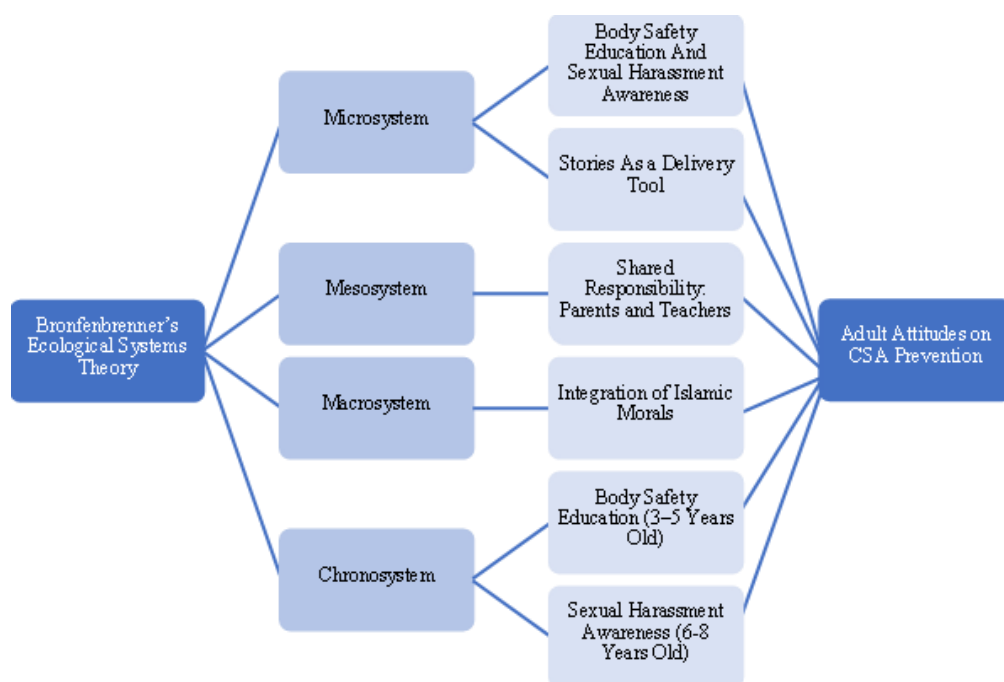 Bronfenbrenner's
Ecological Systems
Theory
Microsystem
Mesosystem
Macrosystem
Chronosystem
Body Safety
Education And
Sexual Harassment
Awareness
Stories As a Delivery
Tool
Shared
Responsibility:
Parents and Teachers
Integration of Islamic
Morals
Body Safety
Education (3–5 Years
Old)
Sexual Harassment
Awareness (6-8
Years Old)
Adult Attitudes on
CSA Prevention